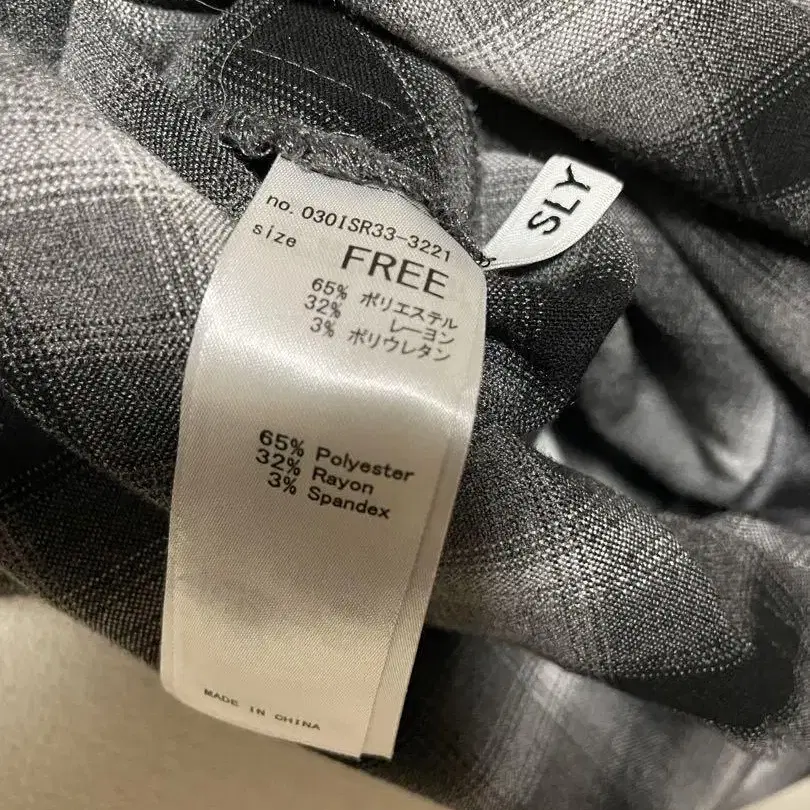 no. 030ISR33-3221
size FREE
65% ポリエステル
32% レーヨン
3% ポリウレタン
65% Polyester
32% Rayon
3% Spandex
MADE IN CHINA
SLY